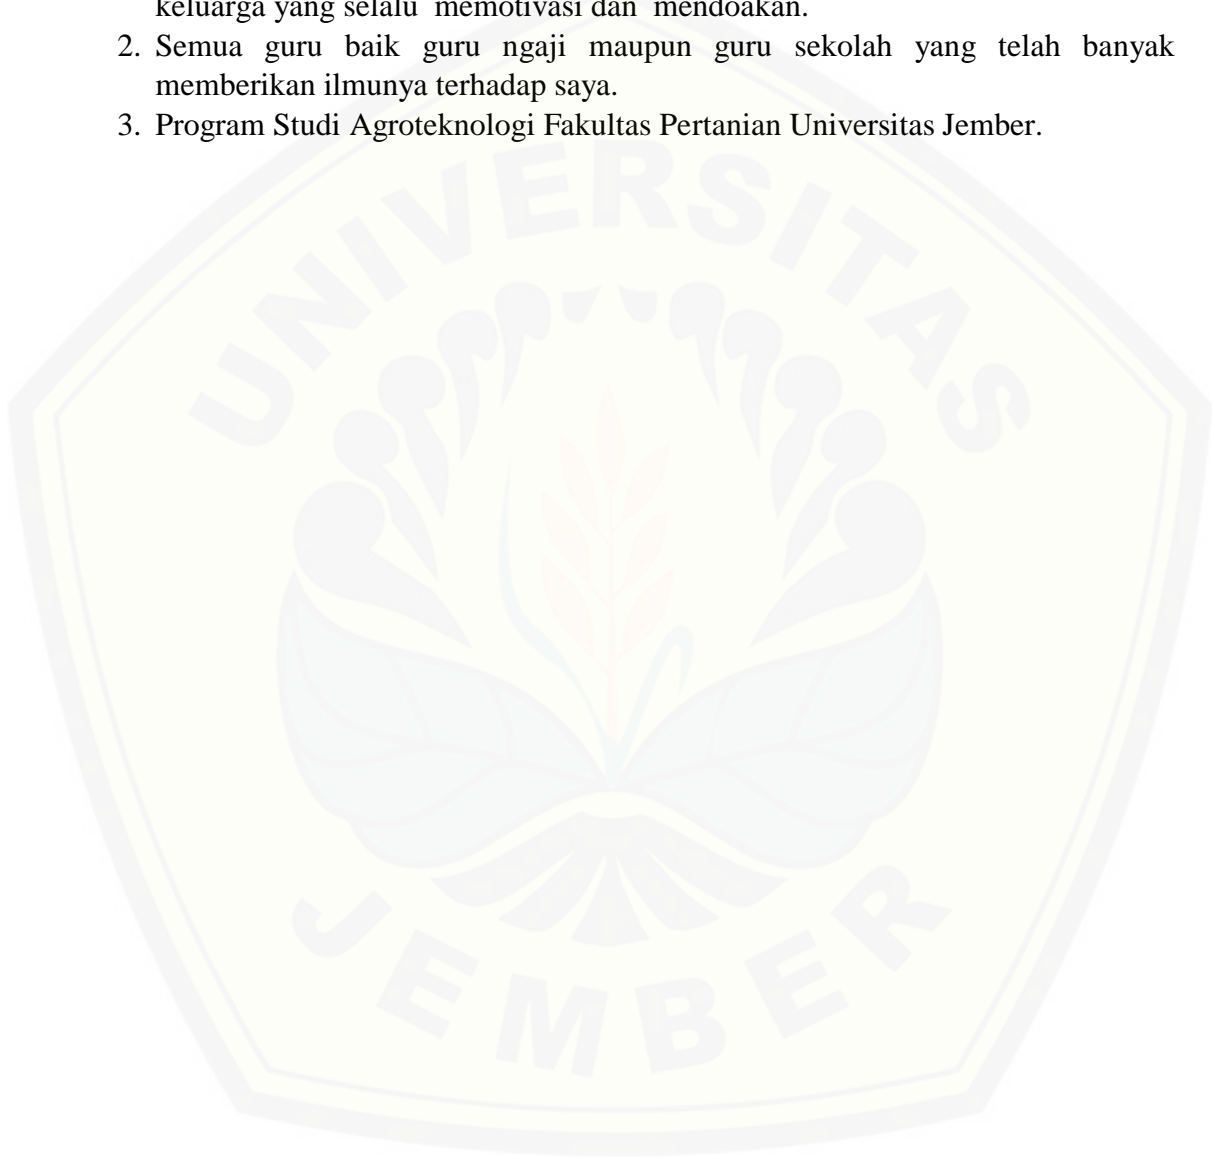 keluarga yang selalu memotivasi dan mendoakan.
2. Semua guru baik guru ngaji maupun guru sekolah yang telah banyak
memberikan ilmunya terhadap saya.
3. Program Studi Agroteknologi Fakultas Pertanian Universitas Jember.
UNIVERSITAS
JEMBER